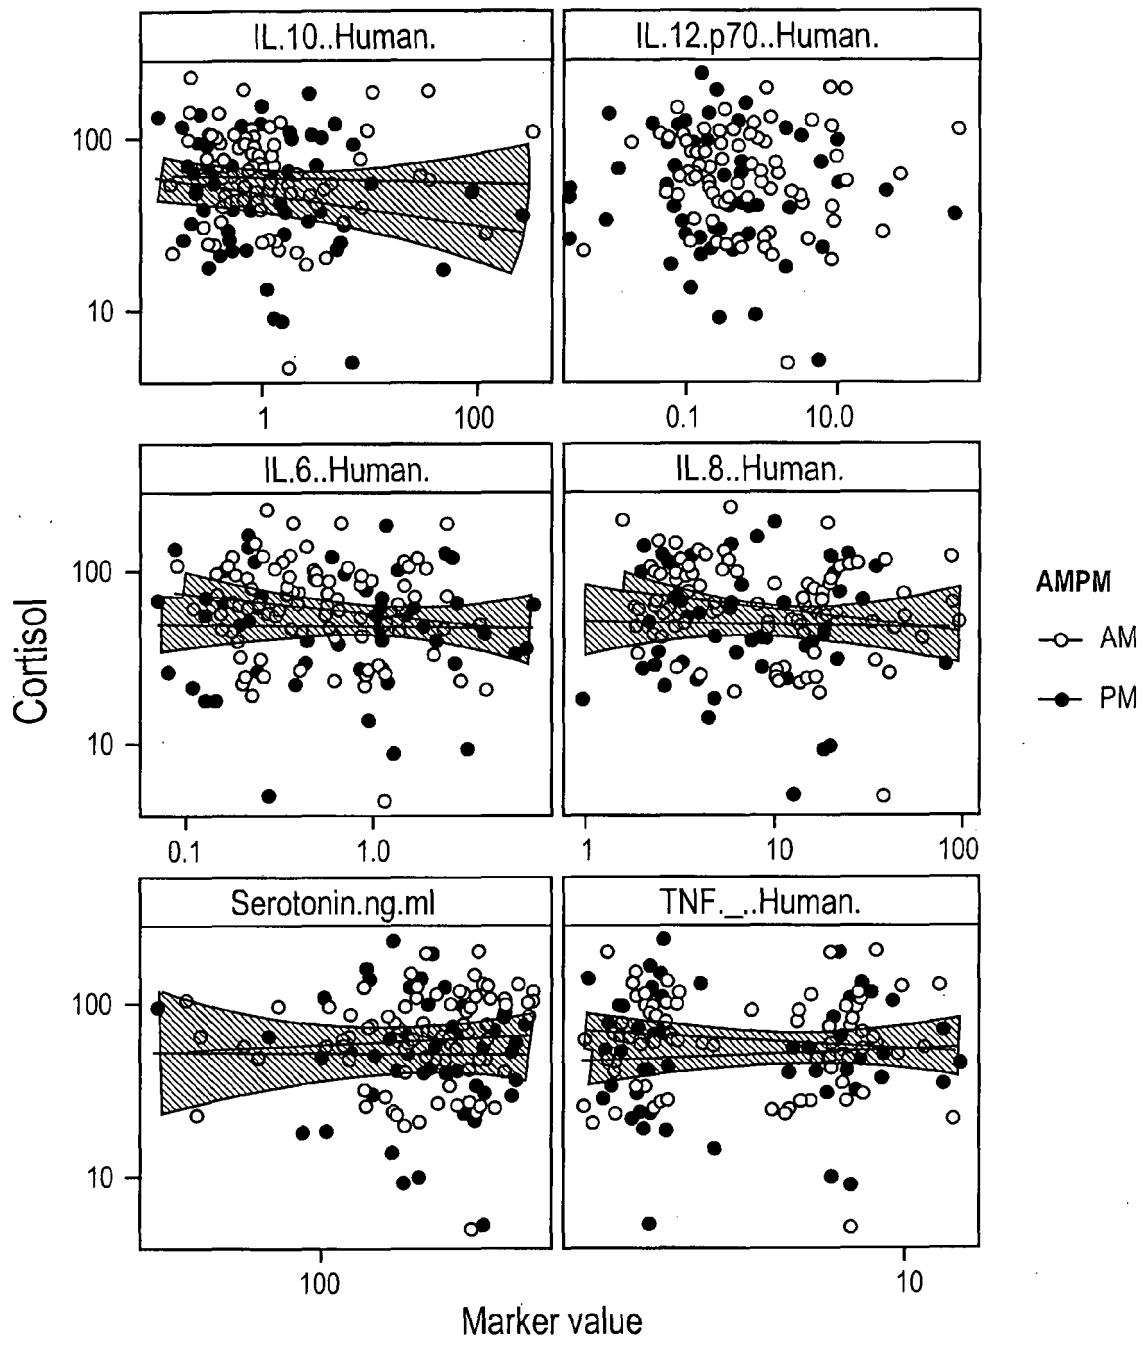 IL.10..Human.
IL.12.p70..Human.
100
10
1
100
0.1
10.0
IL.6..Human.
IL.8..Human.
100
10
0.1
1.0
1
10
100
AMPM
AM
PM
Cortisol
Serotonin.ng.ml
TNF._..Human.
100
10
100
10
Marker value